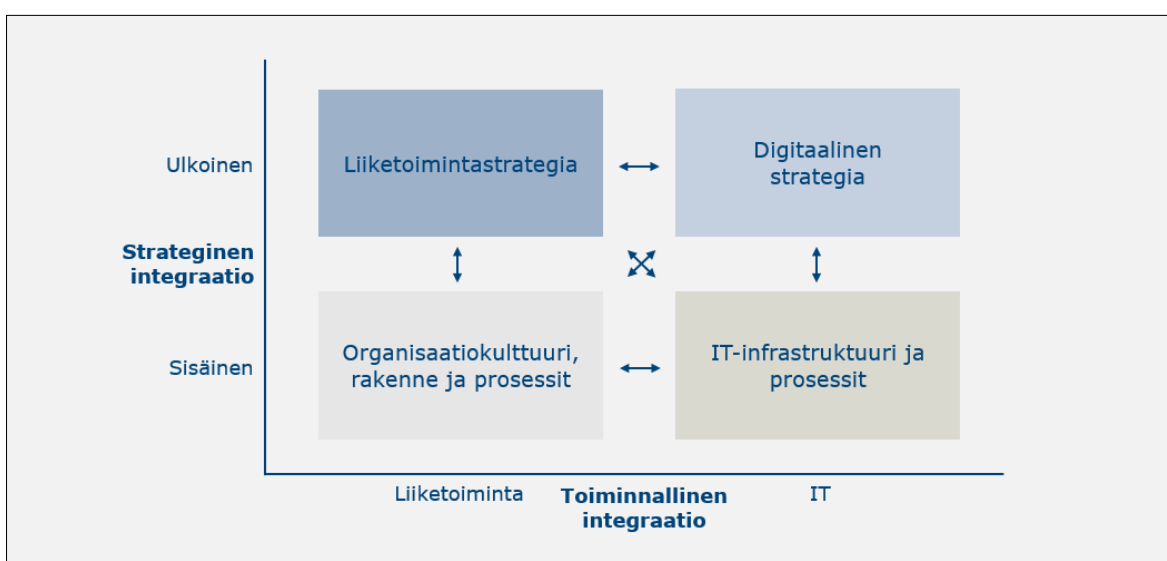 Ulkoinen
Liiketoimintastrategia
Digitaalinen
strategia
Strateginen
integraatio
Sisäinen
Organisaatiokulttuuri,
rakenne ja prosessit
IT-infrastruktuuri ja
prosessit
Liiketoiminta
Toiminnallinen
integraatio
IT